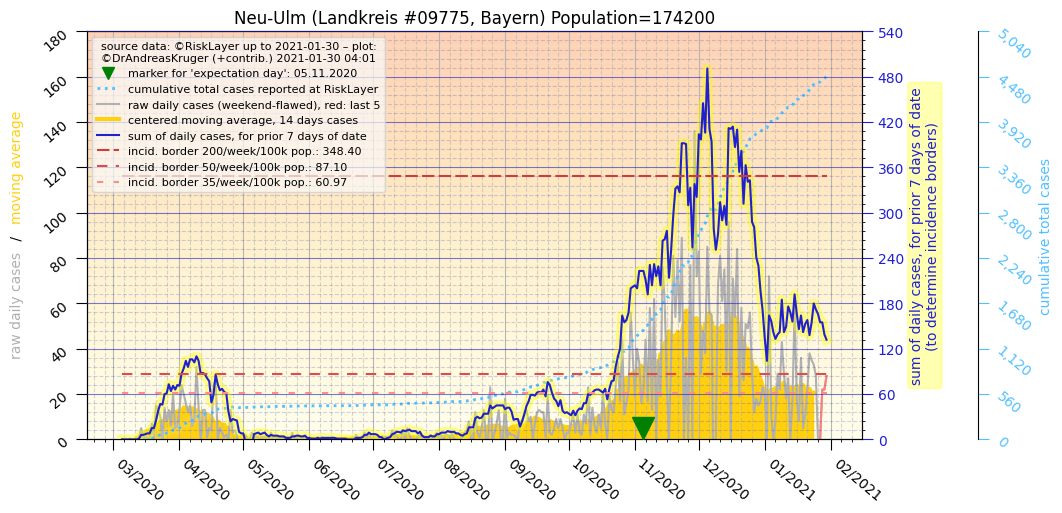 Neu-Ulm (Landkreis #09775, Bayern) Population=174200
source data: ©RiskLayer up to 2021-01-30 – plot:
©DrAndreasKruger (+contrib.) 2021-01-30 04:01
marker for 'expectation day': 05.11.2020
cumulative total cases reported at RiskLayer
raw daily cases (weekend-flawed), red: last 5
centered moving average, 14 days cases
sum of daily cases, for prior 7 days of date
incid. border 200/week/100k pop.: 348.40
incid. border 50/week/100k pop.: 87.10
incid. border 35/week/100k pop.: 60.97
raw daily cases / moving average
180
160
140
120
100
80
60
40
20
0
03/2020
04/2020
05/2020
06/2020
07/2020
08/2020
09/2020
10/2020
11/2020
12/2020
01/2021
02/2021
540
480
420
360
300
240
180
120
60
0
sum of daily cases, for prior 7 days of date
(to determine incidence borders)
5,040
4,480
3,920
3,360
2,800
2,240
1,680
1,120
560
0
cumulative total cases